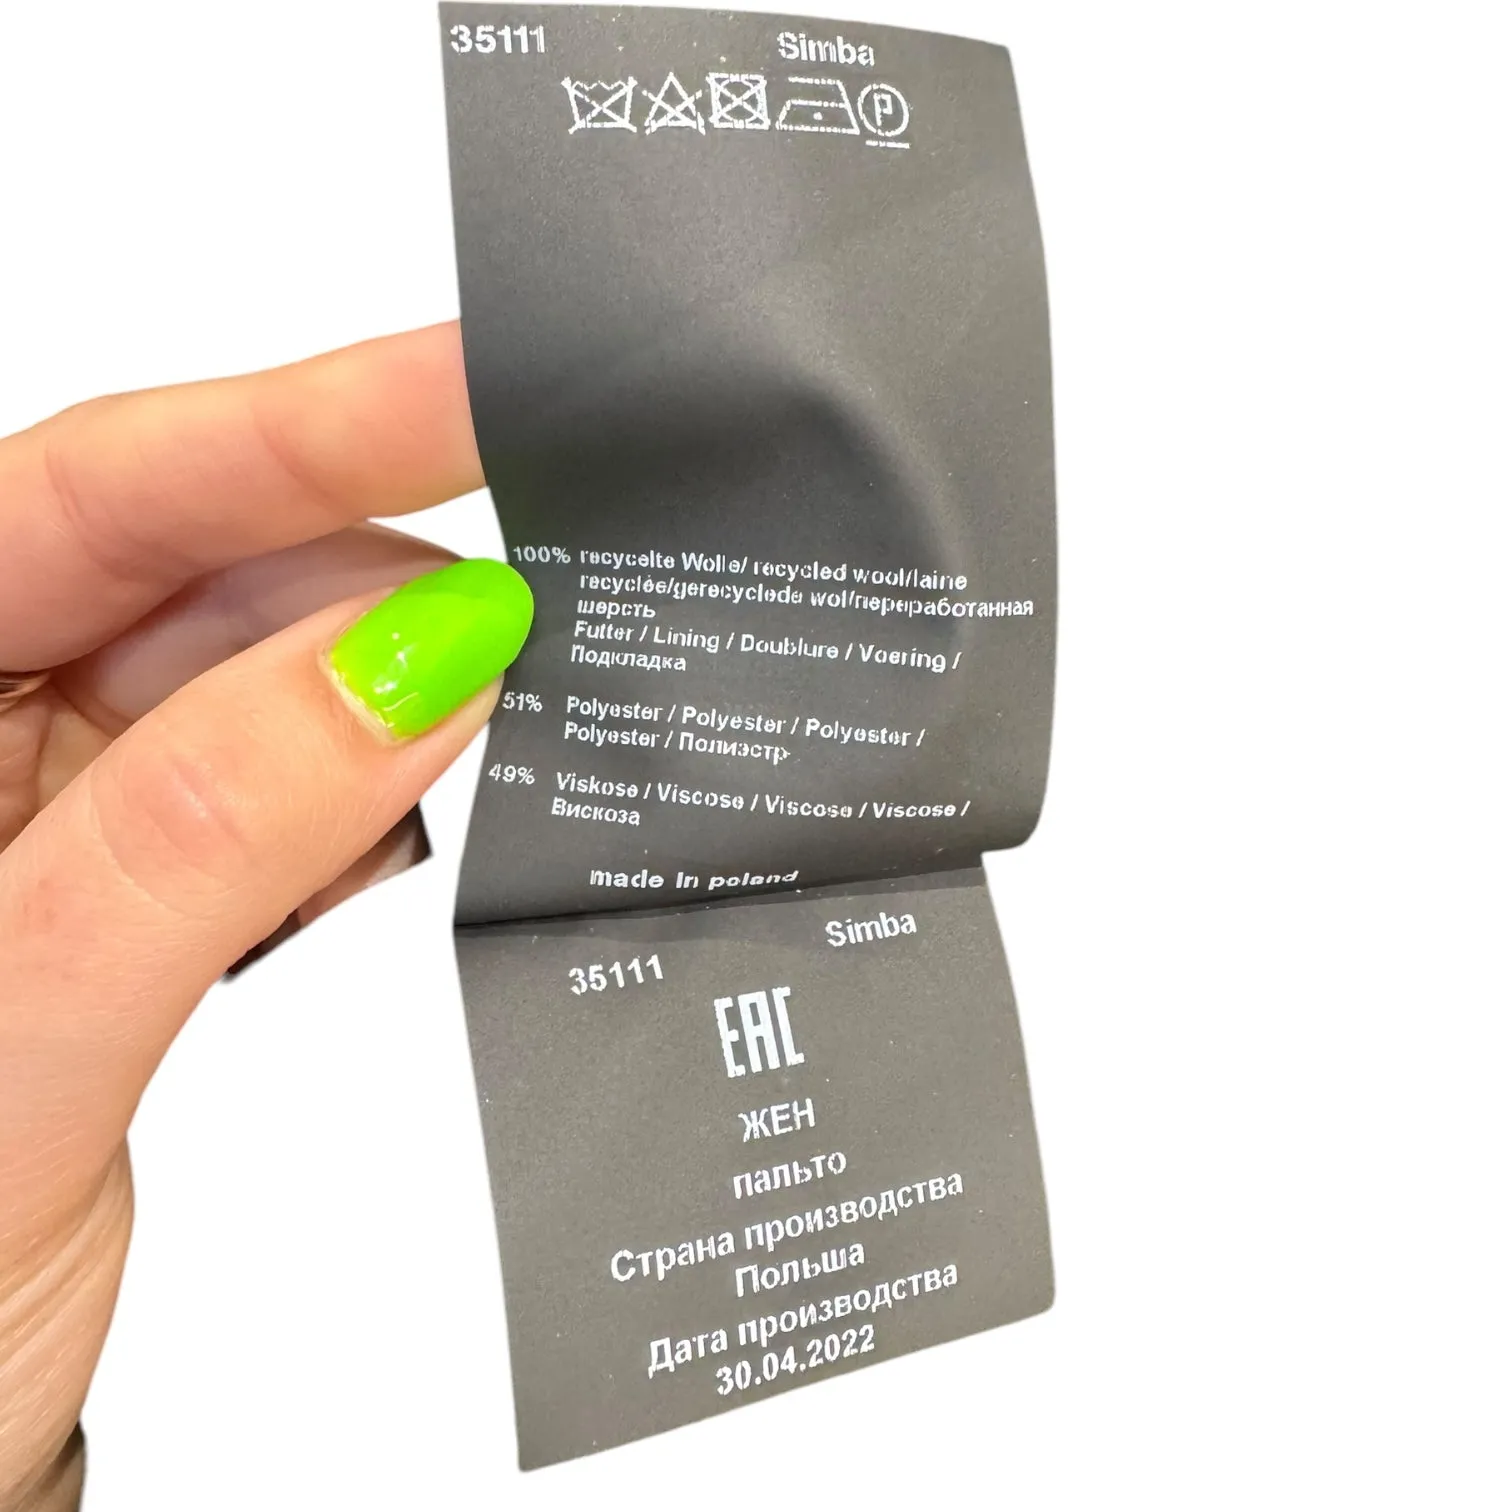 35111 Simba
P
100% recycelte Wolle/ recycled wool/laine
recyclée/gerecyclede wol/переработанная
шерсть
Futter / Lining / Doublure / Voering /
Подкладка
51% Polyester / Polyester / Polyester /
Polyester / Полиэстр
49% Viskose / Viscose / Viscose / Viscose /
Вискоза
made in poland
Simba
35111
EAC
ЖЕН
пальто
Страна производства
Польша
Дата производства
30.04.2022